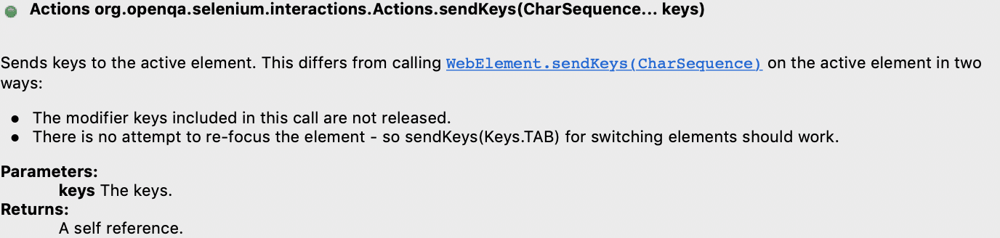 Actions org.openqa.selenium.interactions.Actions.sendKeys(CharSequence... keys)
Sends keys to the active element. This differs from calling WebElement.sendKeys(CharSequence) on the active element in two
ways:
● The modifier keys included in this call are not released.
● There is no attempt to re-focus the element - so sendKeys(Keys.TAB) for switching elements should work.
Parameters:
keys The keys.
Returns:
A self reference.